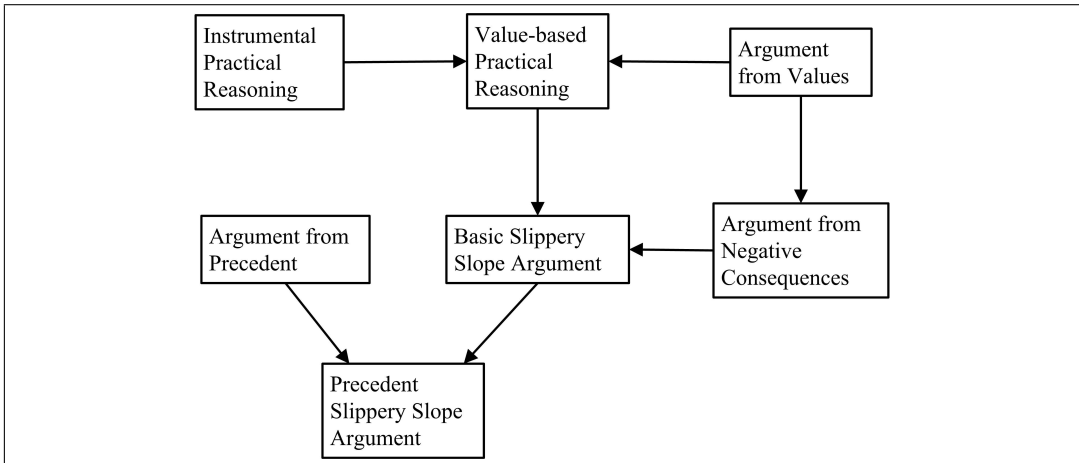 Instrumental
Practical
Reasoning
Value-based
Practical
Reasoning
Argument
from Values
Argument from
Precedent
Basic Slippery
Slope Argument
Argument from
Negative
Consequences
Precedent
Slippery Slope
Argument